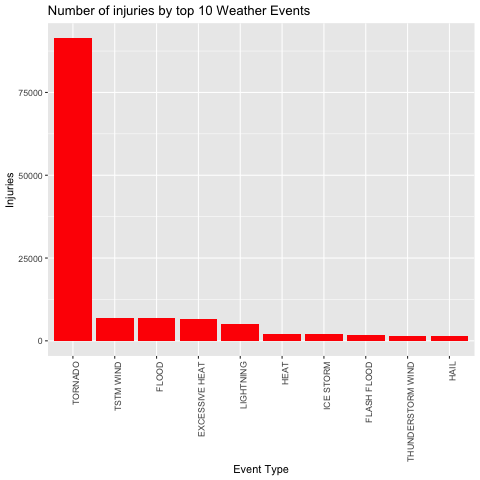 Number of injuries by top 10 Weather Events
Injuries
75000
50000
25000
0
TORNADO
TSTM WIND
FLOOD
EXCESSIVE HEAT
LIGHTNING
HEAT
ICE STORM
FLASH FLOOD
THUNDERSTORM WIND
HAIL
Event Type